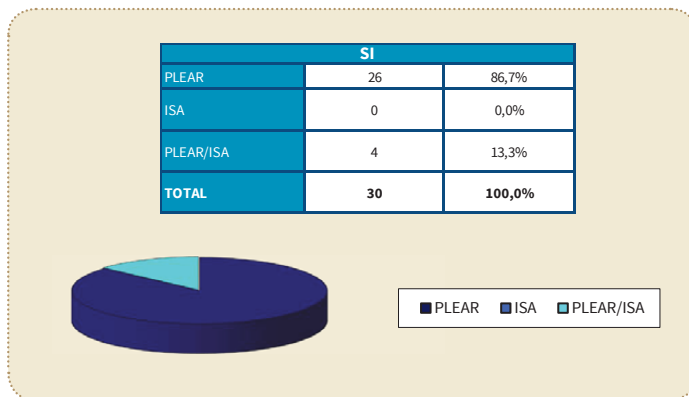 SI
PLEAR 26 86,7%
ISA 0 0,0%
PLEAR/ISA 4 13,3%
TOTAL 30 100,0%
PLEAR ISA PLEAR/ISA